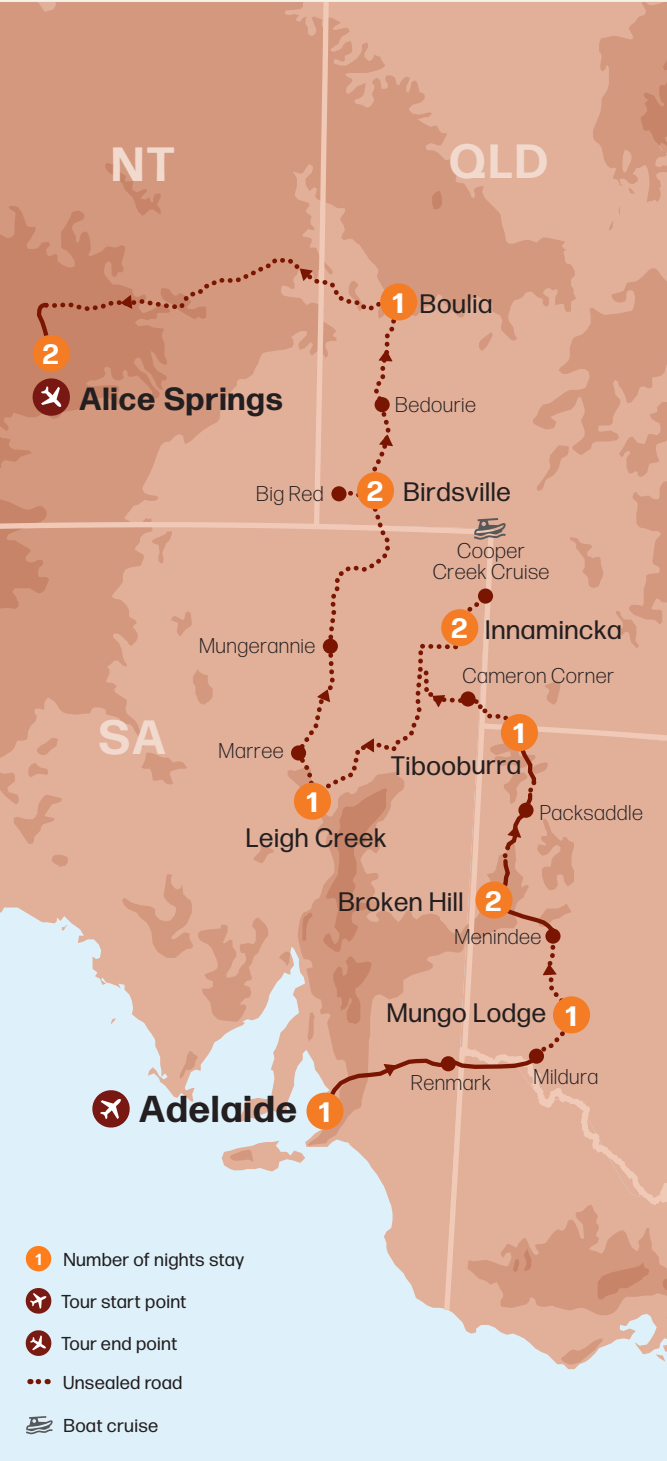 NT
QLD
1
Boulia
2
Alice Springs
Bedourie
Big Red
2
Birdsville
Cooper
Creek Cruise
2
Innamincka
Mungerannie
Cameron Corner
SA
1
Marree
Tibooburra
1
Packsaddle
Leigh Creek
Broken Hill
2
Menindee
Mungo Lodge
1
Renmark
Mildura
Adelaide
1
1
Number of nights stay
Tour start point
Tour end point
Unsealed road
Boat cruise